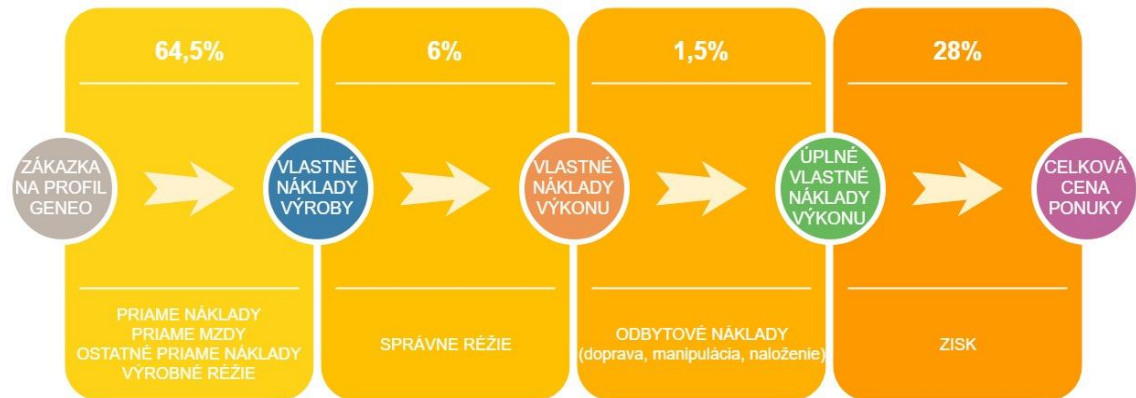 64,5%
6%
1,5%
28%
ZÁKAZKA
NA PROFIL
GENEO
VLASTNÉ
NÁKLADY
VÝROBY
VLASTNÉ
NÁKLADY
VÝKONU
ÚPLNÉ
VLASTNÉ
NÁKLADY
VÝKONU
CELKOVÁ
CENA
PONUKY
PRIAME NÁKLADY
PRIAME MZDY
OSTATNÉ PRIAME NÁKLADY
VÝROBNÉ RÉŽIE
SPRÁVNE RÉŽIE
ODBYTOVÉ NÁKLADY
(doprava, manipulácia, naloženie)
ZISK